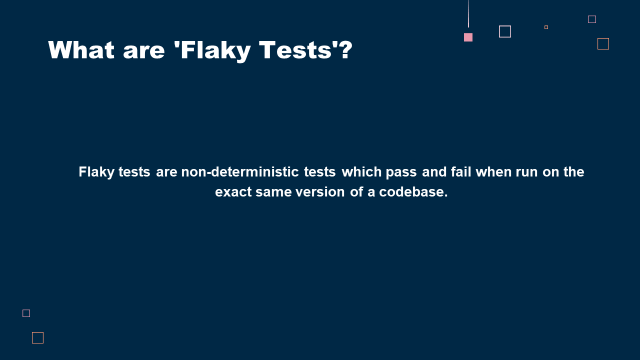 What are 'Flaky Tests'?
Flaky tests are non-deterministic tests which pass and fail when run on the
exact same version of a codebase.